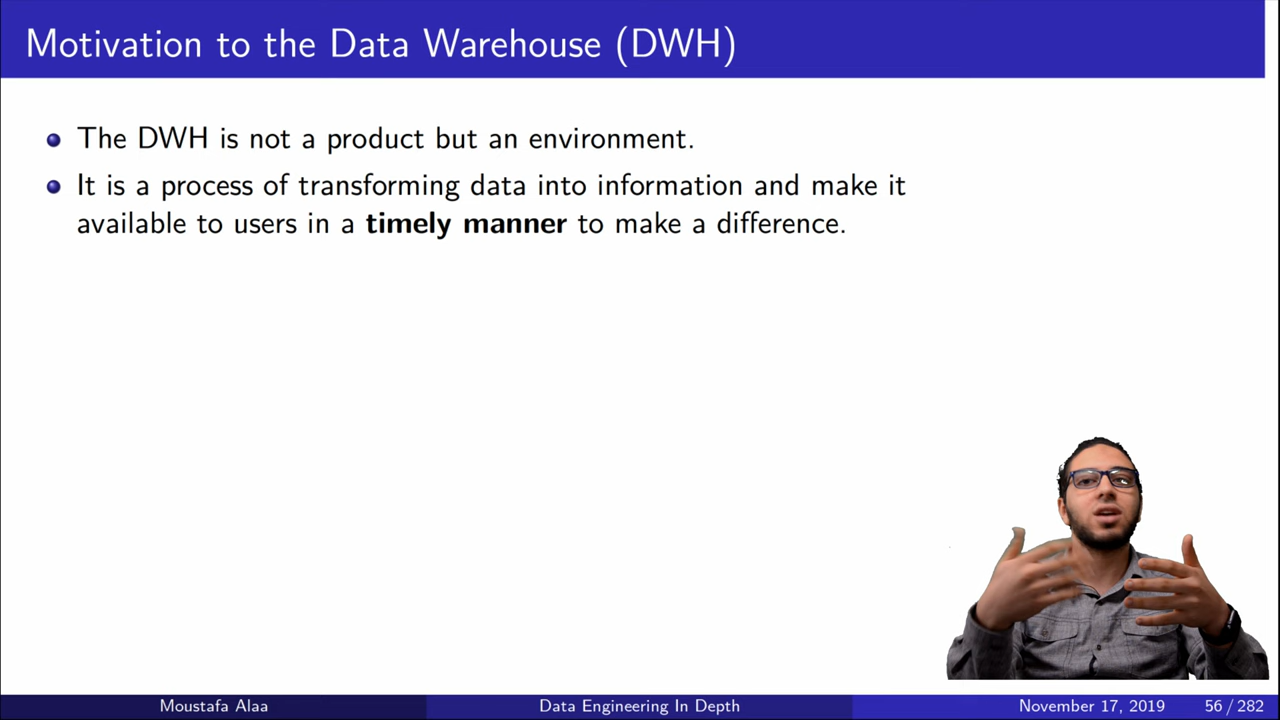 Motivation to the Data Warehouse (DWH)
The DWH is not a product but an environment.
It is a process of transforming data into information and make it
available to users in a timely manner to make a difference.
Moustafa Alaa
Data Engineering In Depth
November 17, 2019
56 / 282